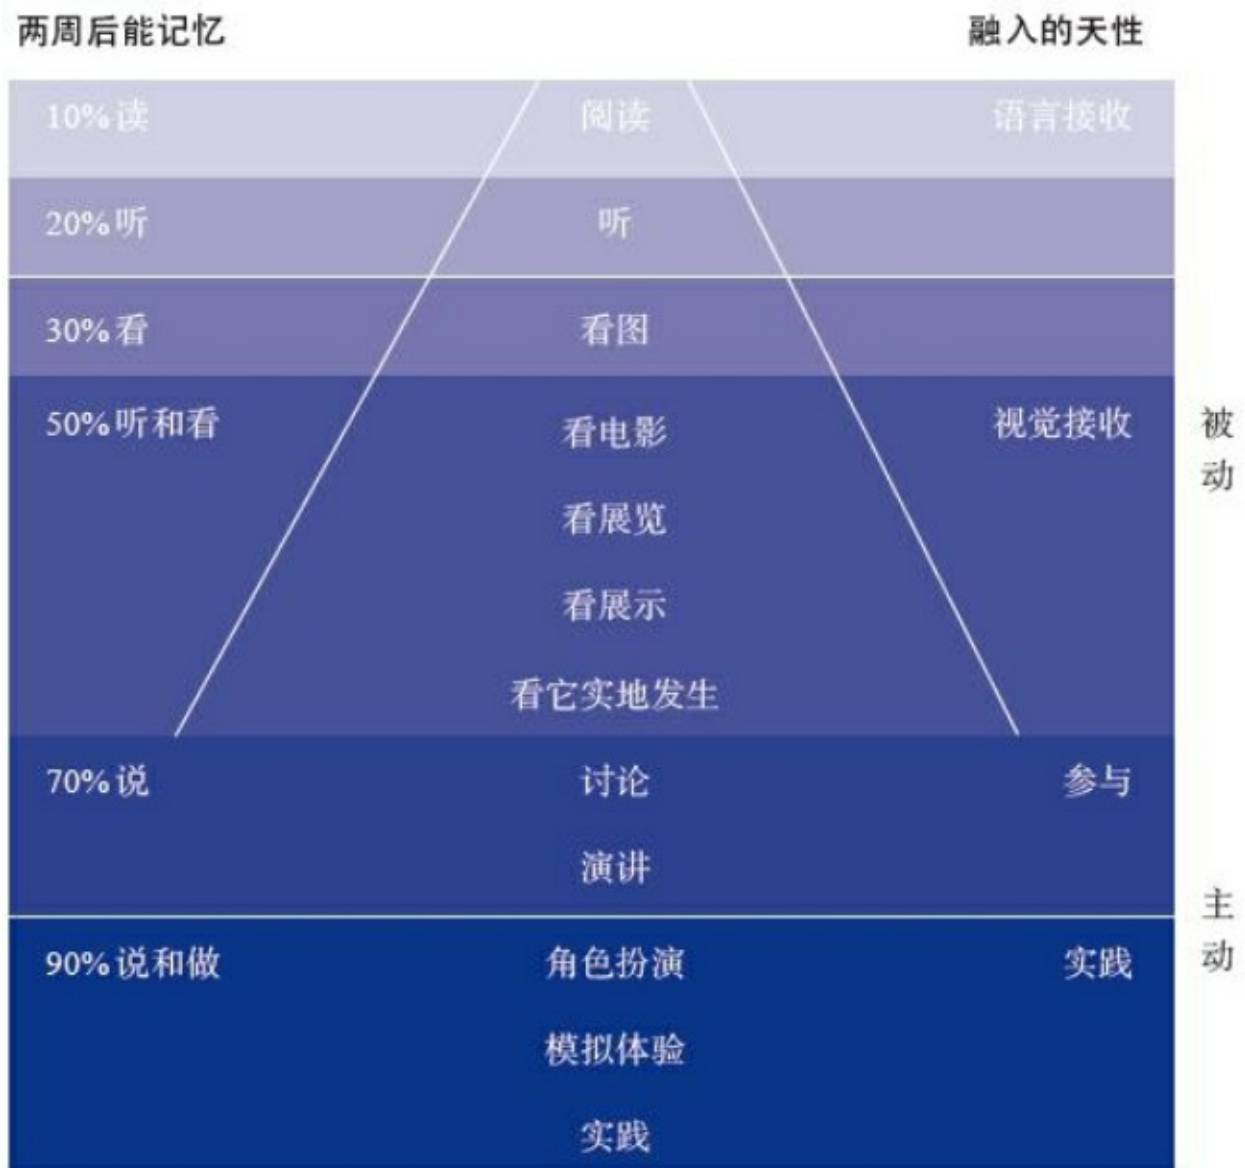 两周后能记忆 融入的天性
10%读 阅读 语言接收
20%听 听
30%看 看图
50%听和看 看电影 视觉接收
看展览
看展示
看它实地发生
被动
70%说 讨论 参与
演讲
90%说和做 角色扮演 实践
模拟体验
实践
主动